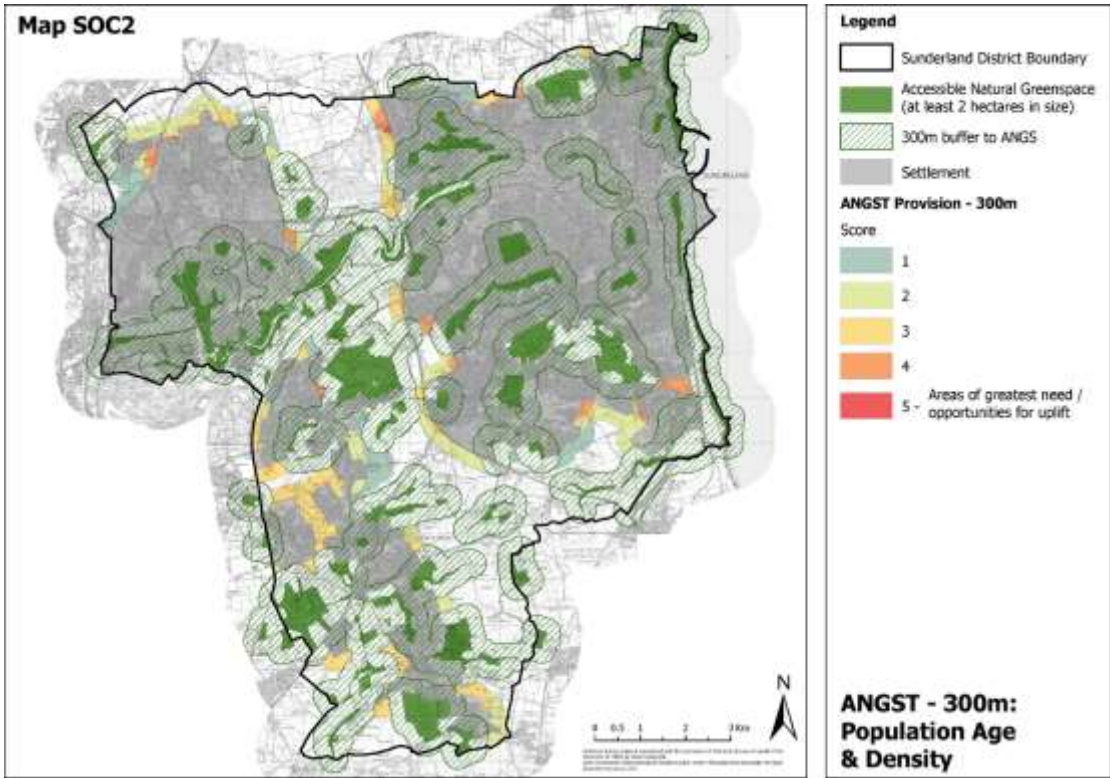 Map SOC2
SUNDERLAND
N
0 0.5 1 2 3 Km
Legend
Sunderland District Boundary
Accessible Natural Greenspace
(at least 2 hectares in size)
300m buffer to ANGS
Settlement
ANGST Provision - 300m
Score
1
2
3
4
5 - Areas of greatest need /
opportunities for uplift
ANGST - 300m:
Population Age
& Density